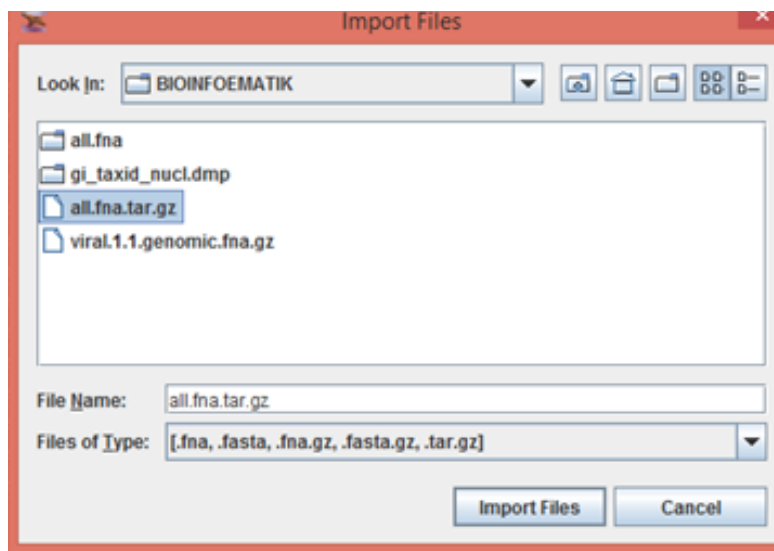 Import Files
Look In: BIOINFOEMATIK
all.fna
gi_taxid_nucl.dmp
all.fna.tar.gz
viral.1.1.genomic.fna.gz
File Name: all.fna.tar.gz
Files of Type: [.fna, .fasta, .fna.gz, .fasta.gz, .tar.gz]
Import Files Cancel